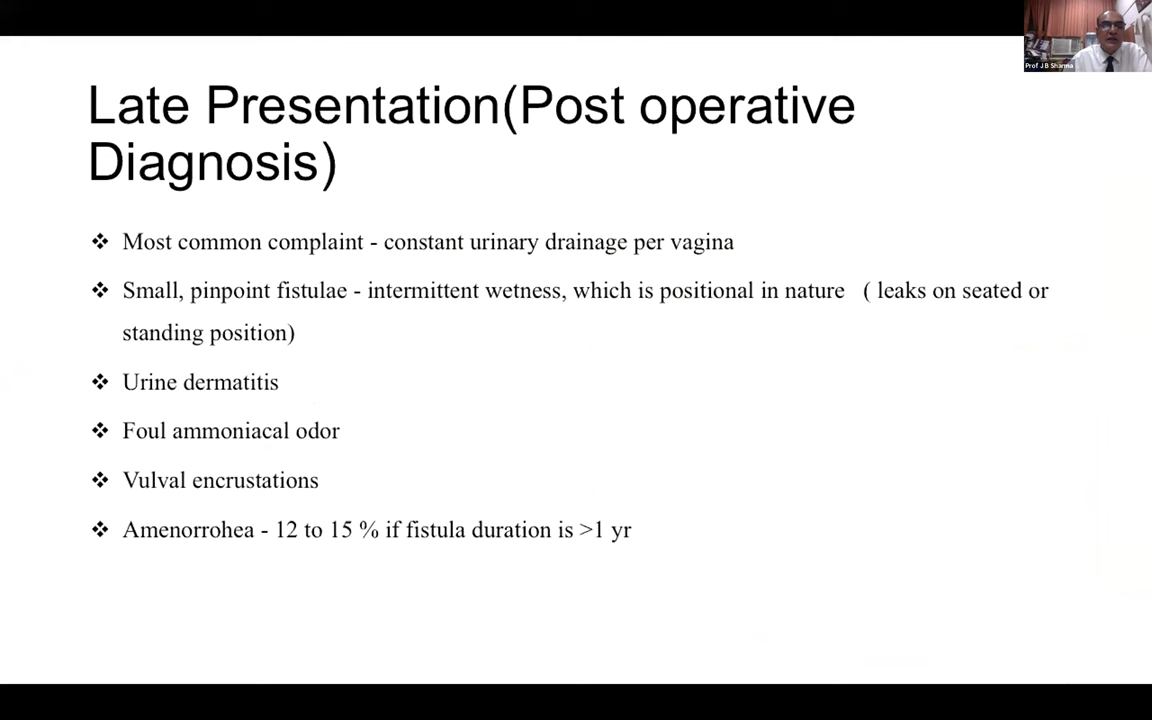 Prof J B Sharma
Late Presentation(Post operative
Diagnosis)
❖ Most common complaint - constant urinary drainage per vagina
❖ Small, pinpoint fistulae - intermittent wetness, which is positional in nature ( leaks on seated or
standing position)
❖ Urine dermatitis
❖ Foul ammoniacal odor
❖ Vulval encrustations
❖ Amenorrohea - 12 to 15 % if fistula duration is >1 yr